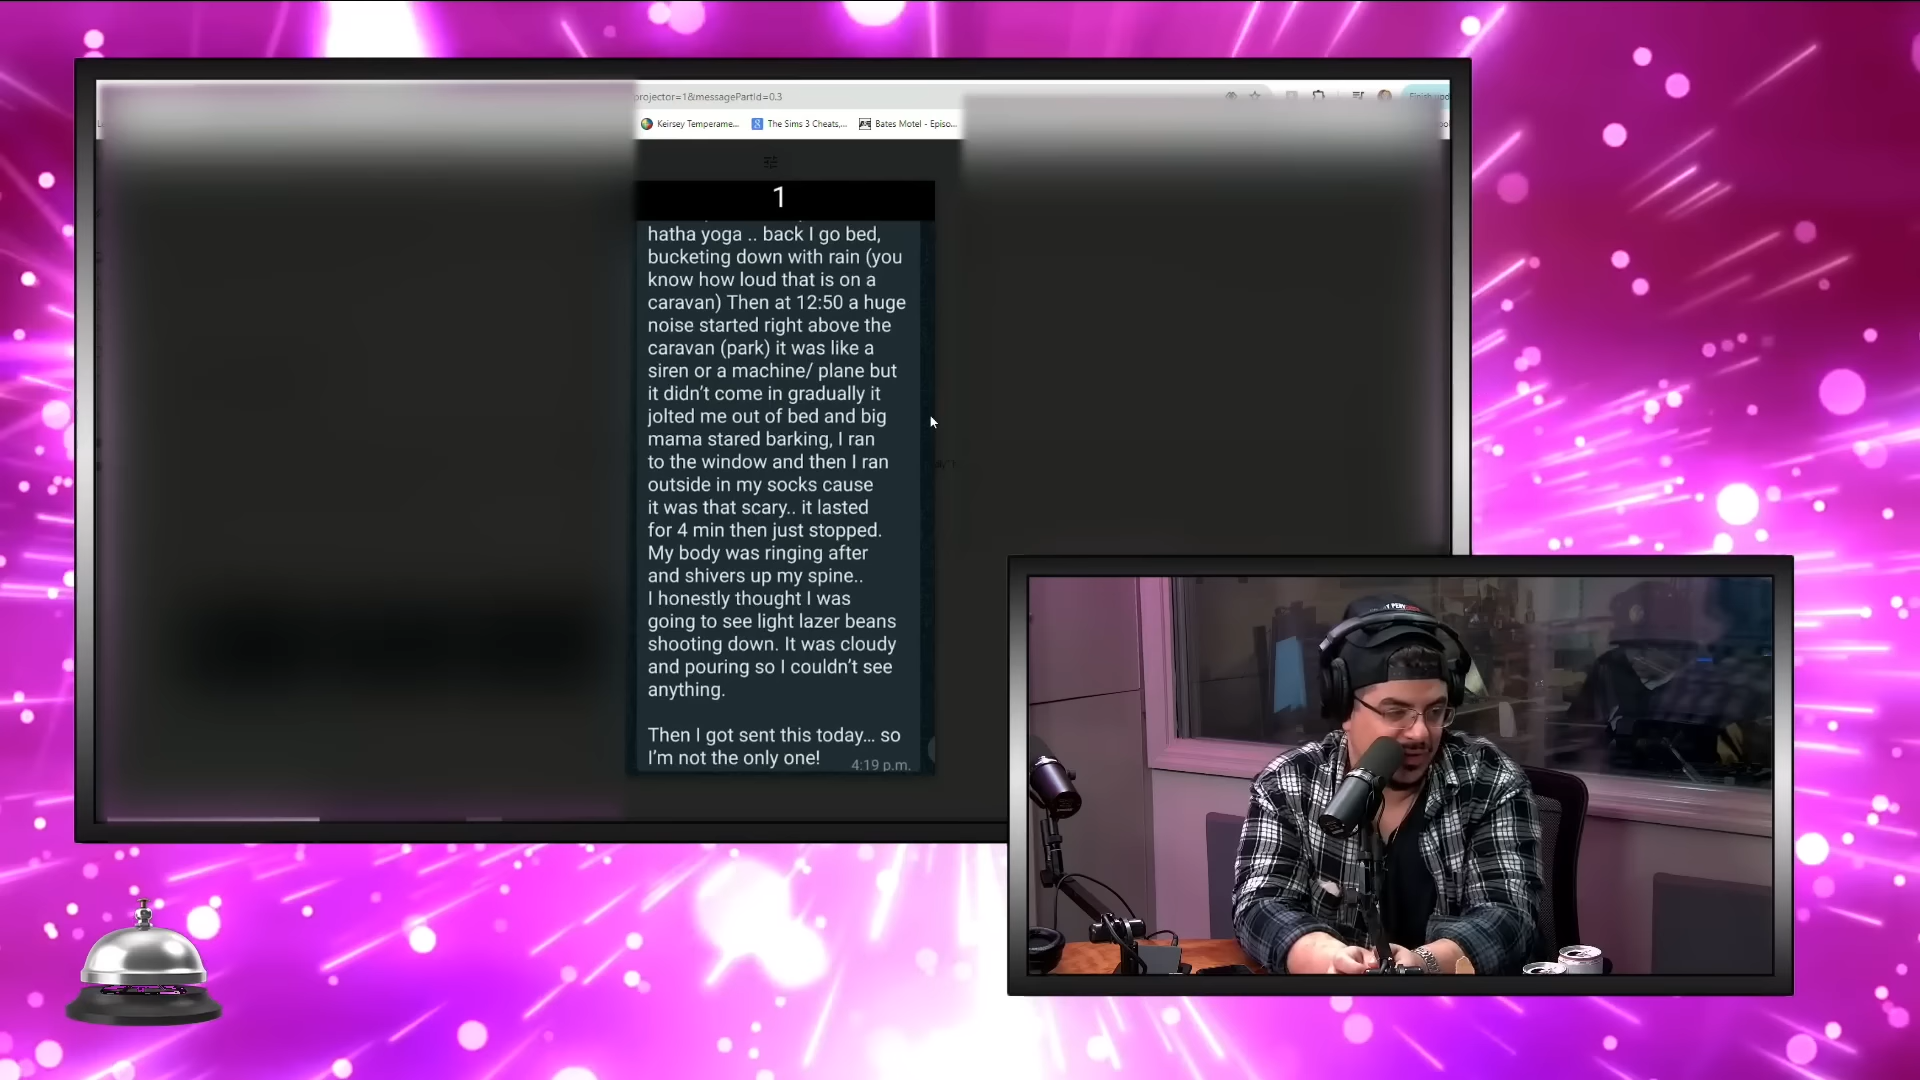 projector=1&messagePartId=0.3
Keirsey Temperame...
The Sims 3 Cheats,...
Bates Motel - Episo...
1
hatha yoga .. back I go bed,
bucketing down with rain (you
know how loud that is on a
caravan) Then at 12:50 a huge
noise started right above the
caravan (park) it was like a
siren or a machine/ plane but
it didn't come in gradually it
jolted me out of bed and big
mama stared barking, I ran
to the window and then I ran
outside in my socks cause
it was that scary.. it lasted
for 4 min then just stopped.
My body was ringing after
and shivers up my spine..
I honestly thought I was
going to see light lazer beans
shooting down. It was cloudy
and pouring so I couldn't see
anything.
Then I got sent this today... so
I'm not the only one!
4:19 p.m.